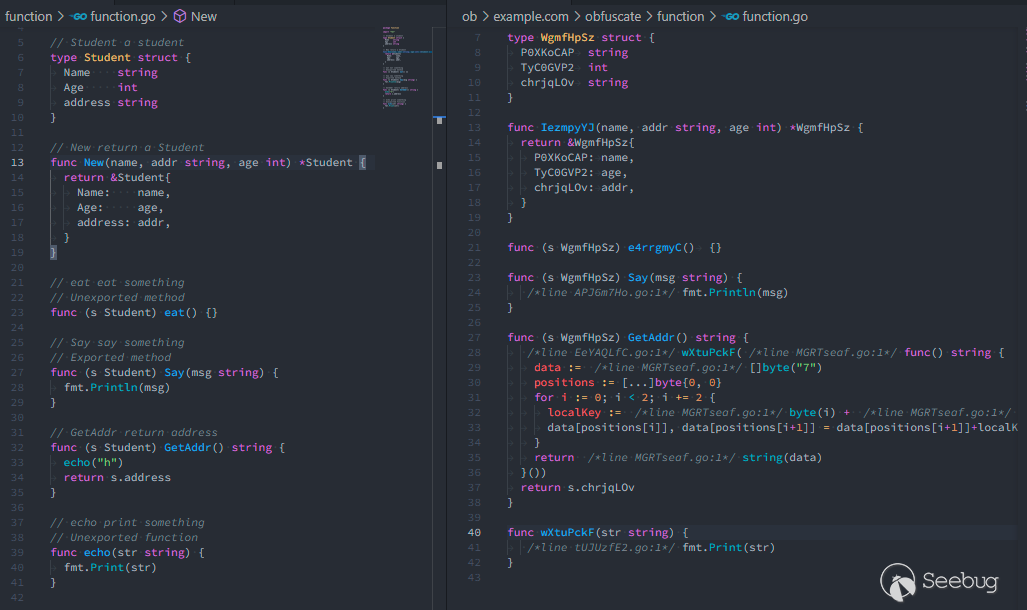 function > GO function.go > New
4
5 // Student a student
6 type Student struct {
7 Name string
8 Age int
9 address string
10 }
11
12 // New return a Student
13 func New(name, addr string, age int) *Student {
14 return &Student{
15 Name: name,
16 Age: age,
17 address: addr,
18 }
19 }
20
21 // eat eat something
22 // Unexported method
23 func (s Student) eat() {}
24
25 // Say say something
26 // Exported method
27 func (s Student) Say(msg string) {
28 fmt.Println(msg)
29 }
30
31 // GetAddr return address
32 func (s Student) GetAddr() string {
33 echo("h")
34 return s.address
35 }
36
37 // echo print something
38 // Unexported function
39 func echo(str string) {
40 fmt.Print(str)
41 }
42
ob > example.com > obfuscate > function > GO function.go
7 type WgmfHpSz struct {
8 P0XKoCAP string
9 TyC0GVP2 int
10 chrjqLOv string
11 }
12
13 func IezmpyYJ(name, addr string, age int) *WgmfHpSz {
14 return &WgmfHpSz{
15 P0XKoCAP: name,
16 TyC0GVP2: age,
17 chrjqLOv: addr,
18 }
19 }
20
21 func (s WgmfHpSz) e4rrgmyC() {}
22
23 func (s WgmfHpSz) Say(msg string) {
24 /*line APJ6m7Ho.go:1*/ fmt.Println(msg)
25 }
26
27 func (s WgmfHpSz) GetAddr() string {
28 /*line EeYAQLfC.go:1*/ wXtuPckF( /*line MGRTseaf.go:1*/ func() string {
29 data := /*line MGRTseaf.go:1*/ []byte("7")
30 positions := [...]byte{0, 0}
31 for i := 0; i < 2; i += 2 {
32 localKey := /*line MGRTseaf.go:1*/ byte(i) + /*line MGRTseaf.go:1*/
33 data[positions[i]], data[positions[i+1]] = data[positions[i+1]]+localK
34 }
35 return /*line MGRTseaf.go:1*/ string(data)
36 }())
37 return s.chrjqLOv
38 }
39
40 func wXtuPckF(str string) {
41 /*line tUJUzfE2.go:1*/ fmt.Print(str)
42 }
43
Seebug